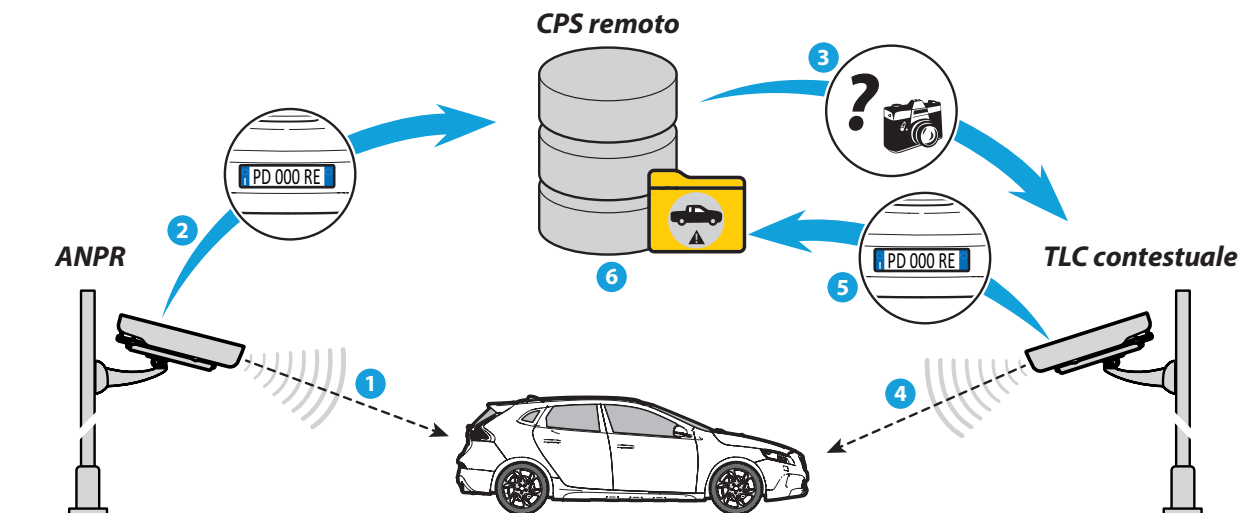 CPS remoto
3
?
PD 000 RE
I
2
ANPR
PD 000 RE
I
TLC contestuale
6
5
1
4